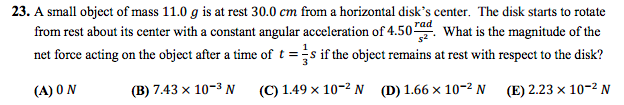 23. A small object of mass 11.0 g is at rest 30.0 cm from a horizontal disk's center. The disk starts to rotate
from rest about its center with a constant angular acceleration of 4.50 rad/s². What is the magnitude of the
net force acting on the object after a time of t = 1/3 s if the object remains at rest with respect to the disk?
(A) 0 N (B) 7.43 × 10⁻³ N (C) 1.49 × 10⁻² N (D) 1.66 × 10⁻² N (E) 2.23 × 10⁻² N